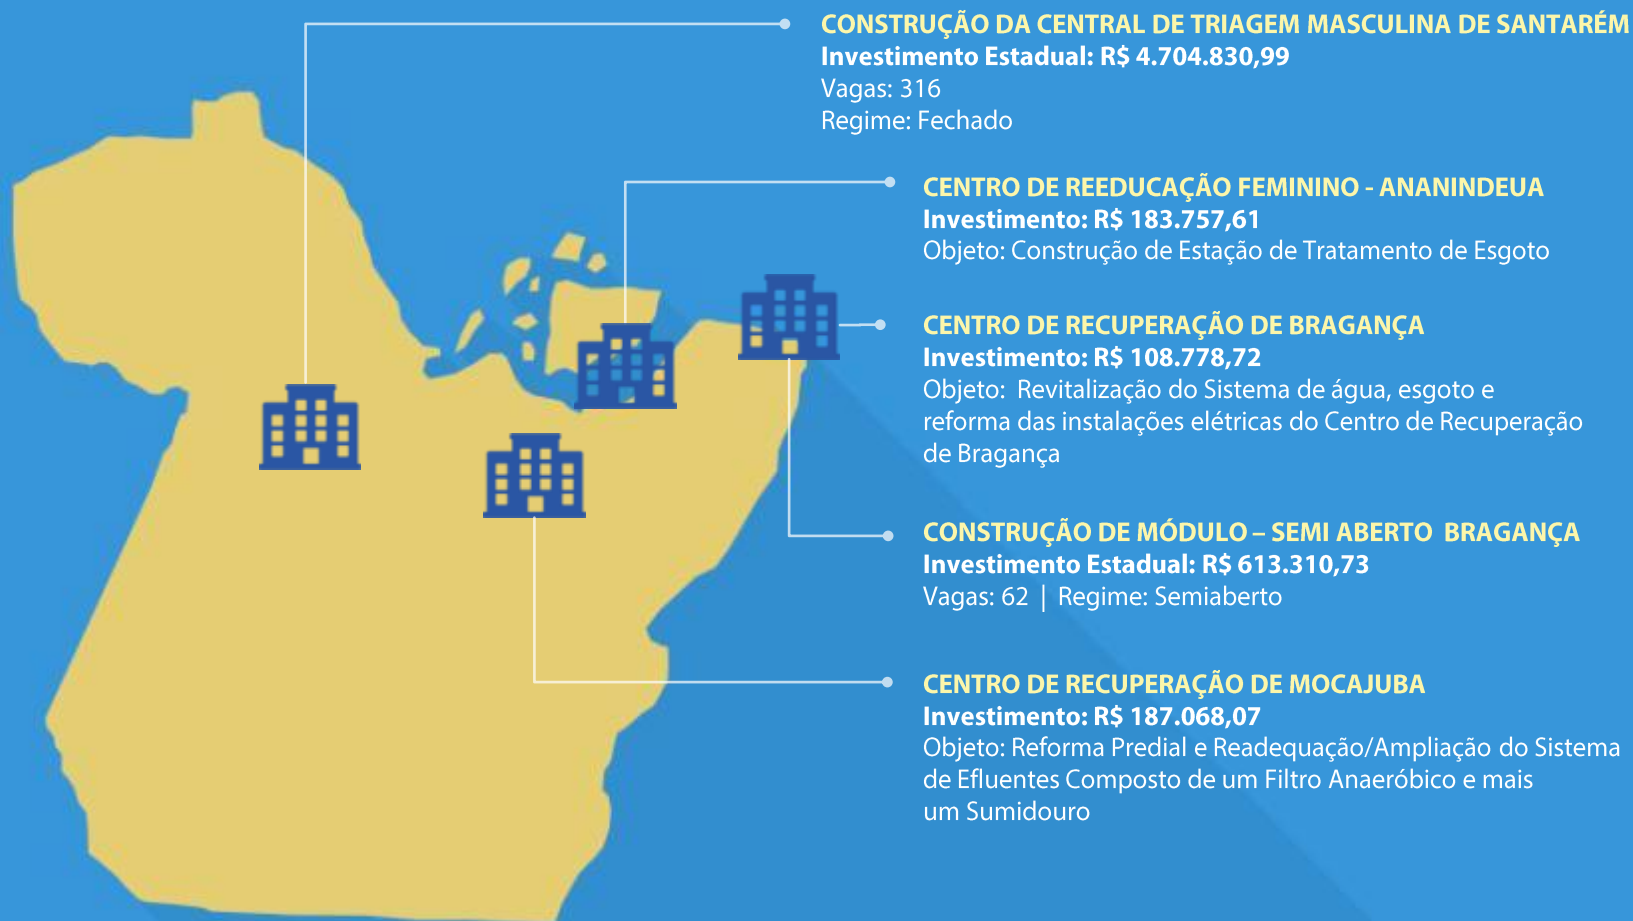 CONSTRUÇÃO DA CENTRAL DE TRIAGEM MASCULINA DE SANTARÉM
Investimento Estadual: R$ 4.704.830,99
Vagas: 316
Regime: Fechado
CENTRO DE REEDUCAÇÃO FEMININO - ANANINDEUA
Investimento: R$ 183.757,61
Objeto: Construção de Estação de Tratamento de Esgoto
CENTRO DE RECUPERAÇÃO DE BRAGANÇA
Investimento: R$ 108.778,72
Objeto:  Revitalização do Sistema de água, esgoto e
reforma das instalações elétricas do Centro de Recuperação
de Bragança
CONSTRUÇÃO DE MÓDULO – SEMI ABERTO  BRAGANÇA
Investimento Estadual: R$ 613.310,73
Vagas: 62  |  Regime: Semiaberto
CENTRO DE RECUPERAÇÃO DE MOCAJUBA
Investimento: R$ 187.068,07
Objeto: Reforma Predial e Readequação/Ampliação do Sistema
de Efluentes Composto de um Filtro Anaeróbico e mais
um Sumidouro